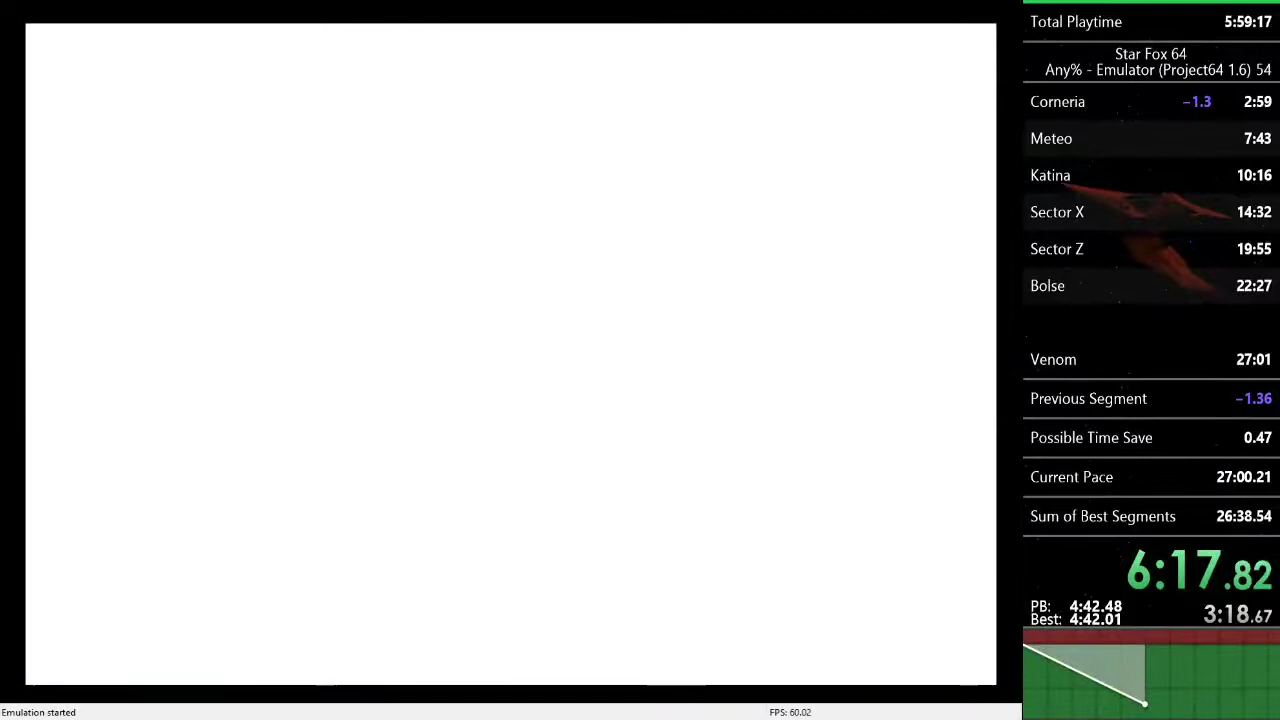 Total Playtime 5:59:17
Star Fox 64
Any% - Emulator (Project64 1.6) 54
Corneria −1.3 2:59
Meteo 7:43
Katina 10:16
Sector X 14:32
Sector Z 19:55
Bolse 22:27
Venom 27:01
Previous Segment −1.36
Possible Time Save 0.47
Current Pace 27:00.21
Sum of Best Segments 26:38.54
6:17.82
PB: 4:42.48
Best: 4:42.01
3:18.67
Emulation started FPS: 60.02